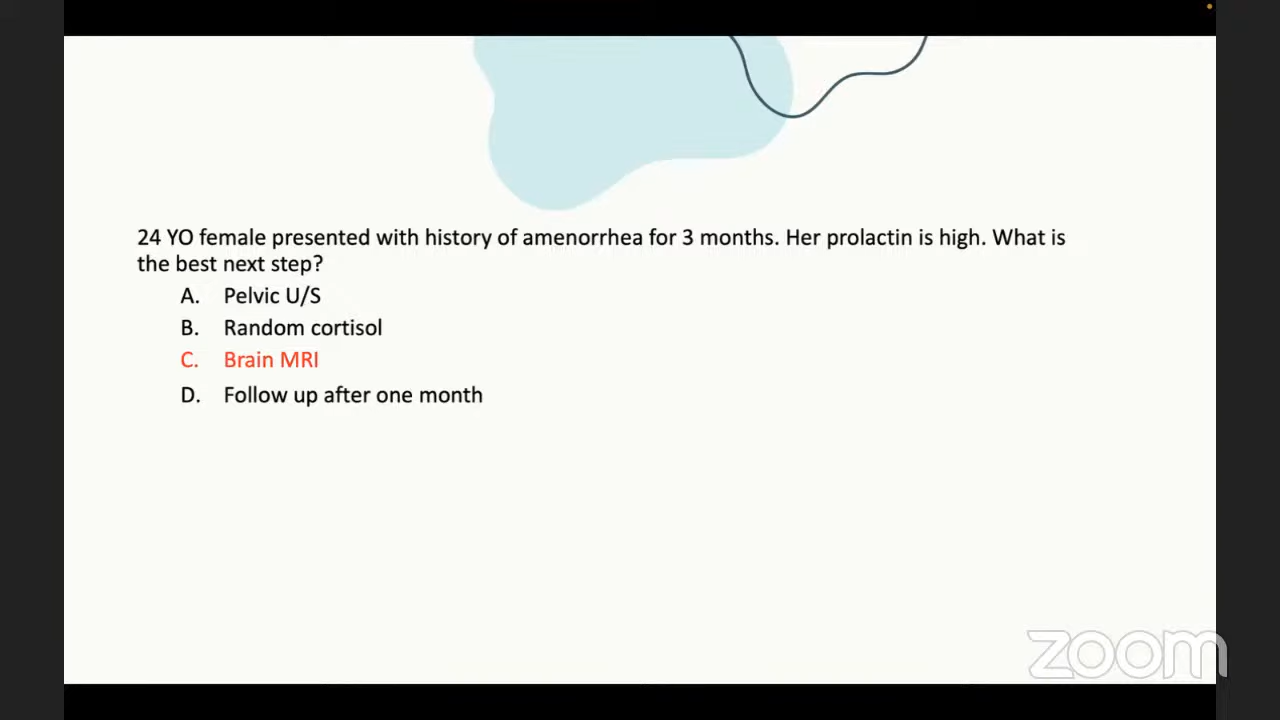 24 YO female presented with history of amenorrhea for 3 months. Her prolactin is high. What is
the best next step?
A. Pelvic U/S
B. Random cortisol
C. Brain MRI
D. Follow up after one month
zoom